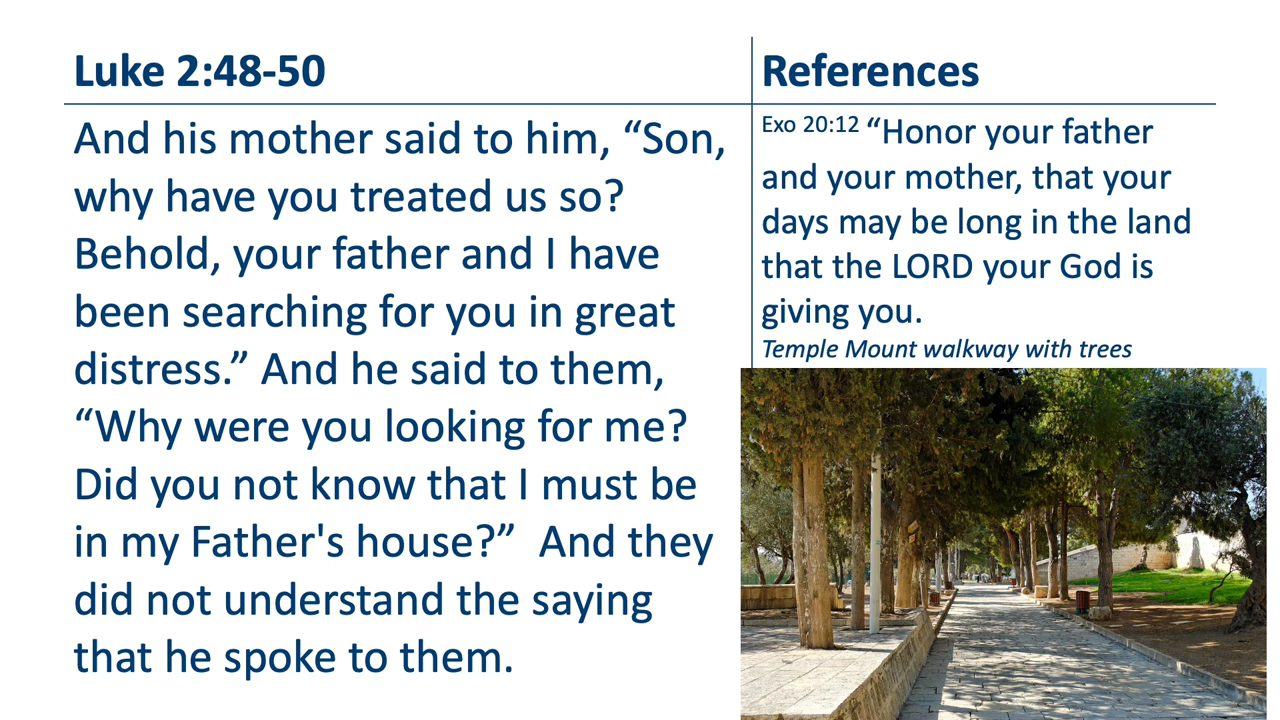 Luke 2:48-50
And his mother said to him, “Son,
why have you treated us so?
Behold, your father and I have
been searching for you in great
distress.” And he said to them,
“Why were you looking for me?
Did you not know that I must be
in my Father's house?”  And they
did not understand the saying
that he spoke to them.
References
Exo 20:12 “Honor your father
and your mother, that your
days may be long in the land
that the LORD your God is
giving you.
Temple Mount walkway with trees